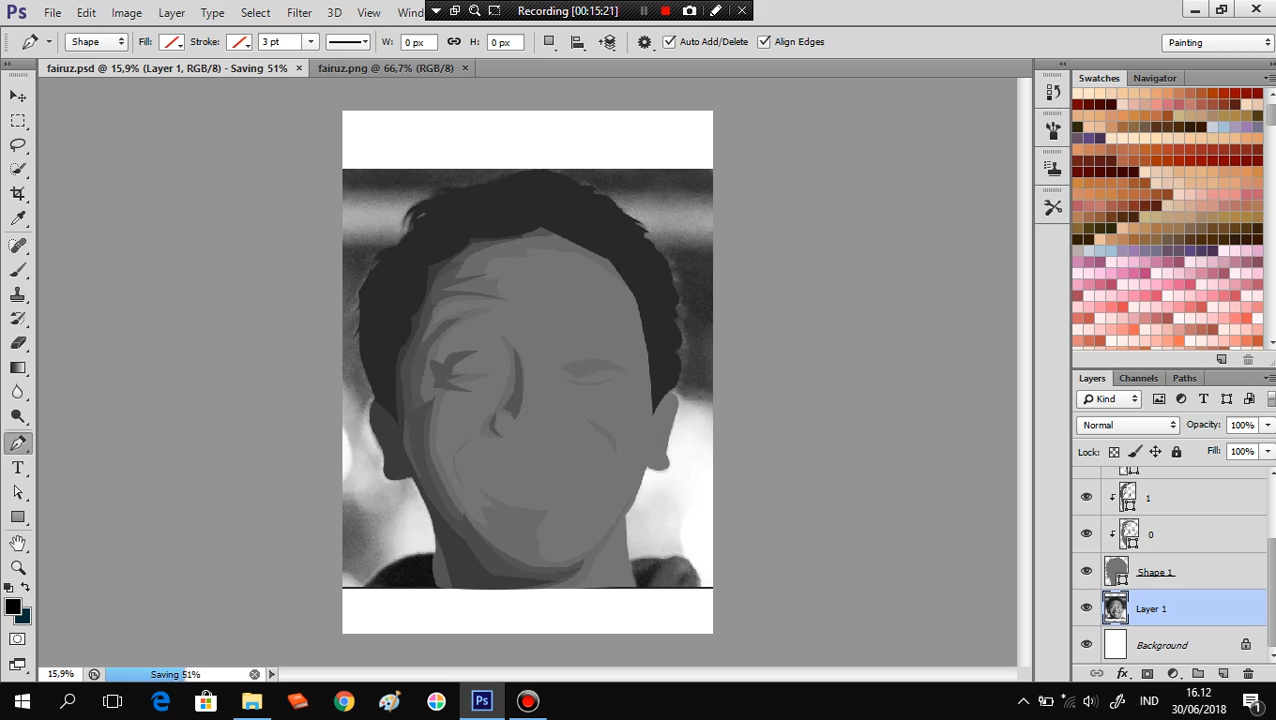 Ps File Edit Image Layer Type Select Filter 3D View Wind Recording [00:15:21]
Shape Fill: Stroke: 3 pt W: 0 px H: 0 px Auto Add/Delete Align Edges Painting
fairuz.psd @ 15,9% (Layer 1, RGB/8) - Saving 51% × fairuz.png @ 66,7% (RGB/8) ×
Swatches Navigator
Layers Channels Paths
Kind
Normal Opacity: 100%
Lock: Fill: 100%
1
0
Shape 1
Layer 1
Background
15,9% Saving 51%
Ps IND 16.12
30/06/2018 1